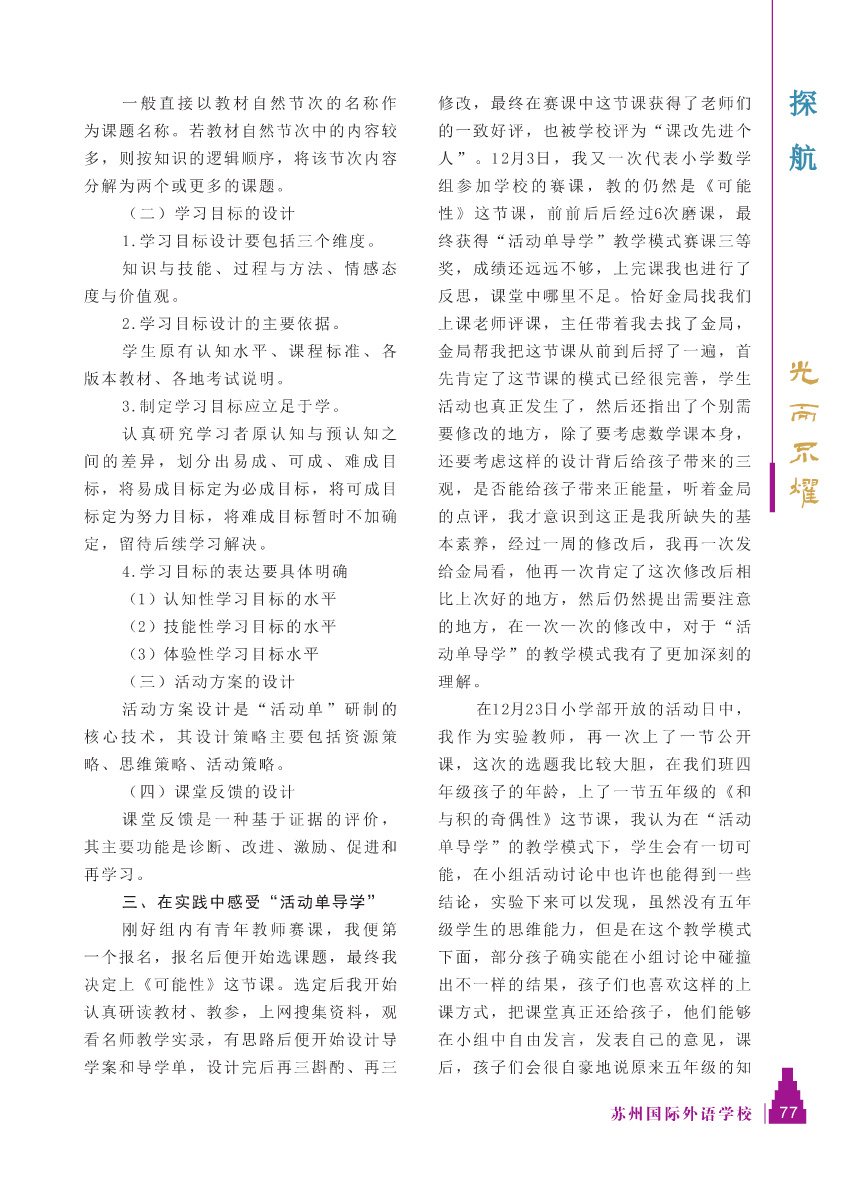 一般直接以教材自然节次的名称作
为课题名称。若教材自然节次中的内容较
多，则按知识的逻辑顺序，将该节次内容
分解为两个或更多的课题。
（二）学习目标的设计
1.学习目标设计要包括三个维度。
知识与技能、过程与方法、情感态
度与价值观。
2.学习目标设计的主要依据。
学生原有认知水平、课程标准、各
版本教材、各地考试说明。
3.制定学习目标应立足于学。
认真研究学习者原认知与预认知之
间的差异，划分出易成、可成、难成目
标，将易成目标定为必成目标，将可成目
标定为努力目标，将难成目标暂时不加确
定，留待后续学习解决。
4.学习目标的表达要具体明确
（1）认知性学习目标的水平
（2）技能性学习目标的水平
（3）体验性学习目标水平
（三）活动方案的设计
活动方案设计是“活动单”研制的
核心技术，其设计策略主要包括资源策
略、思维策略、活动策略。
（四）课堂反馈的设计
课堂反馈是一种基于证据的评价，
其主要功能是诊断、改进、激励、促进和
再学习。
三、在实践中感受“活动单导学”
刚好组内有青年教师赛课，我便第
一个报名，报名后便开始选课题，最终我
决定上《可能性》这节课。选定后我开始
认真研读教材、教参，上网搜集资料，观
看名师教学实录，有思路后便开始设计导
学案和导学单，设计完后再三斟酌、再三
修改，最终在赛课中这节课获得了老师们
的一致好评，也被学校评为“课改先进个
人”。12月3日，我又一次代表小学数学
组参加学校的赛课，教的仍然是《可能
性》这节课，前前后后经过6次磨课，最
终获得“活动单导学”教学模式赛课三等
奖，成绩还远远不够，上完课我也进行了
反思，课堂中哪里不足。恰好金局找我们
上课老师评课，主任带着我去找了金局，
金局帮我把这节课从前到后捋了一遍，首
先肯定了这节课的模式已经很完善，学生
活动也真正发生了，然后还指出了个别需
要修改的地方，除了要考虑数学课本身，
还要考虑这样的设计背后给孩子带来的三
观，是否能给孩子带来正能量，听着金局
的点评，我才意识到这正是我所缺失的基
本素养，经过一周的修改后，我再一次发
给金局看，他再一次肯定了这次修改后相
比上次好的地方，然后仍然提出需要注意
的地方，在一次一次的修改中，对于“活
动单导学”的教学模式我有了更加深刻的
理解。
在12月23日小学部开放的活动日中，
我作为实验教师，再一次上了一节公开
课，这次的选题我比较大胆，在我们班四
年级孩子的年龄，上了一节五年级的《和
与积的奇偶性》这节课，我认为在“活动
单导学”的教学模式下，学生会有一切可
能，在小组活动讨论中也许也能得到一些
结论，实验下来可以发现，虽然没有五年
级学生的思维能力，但是在这个教学模式
下面，部分孩子确实能在小组讨论中碰撞
出不一样的结果，孩子们也喜欢这样的上
课方式，把课堂真正还给孩子，他们能够
在小组中自由发言，发表自己的意见，课
后，孩子们会很自豪地说原来五年级的知
探航
光而不耀
苏州国际外语学校
77